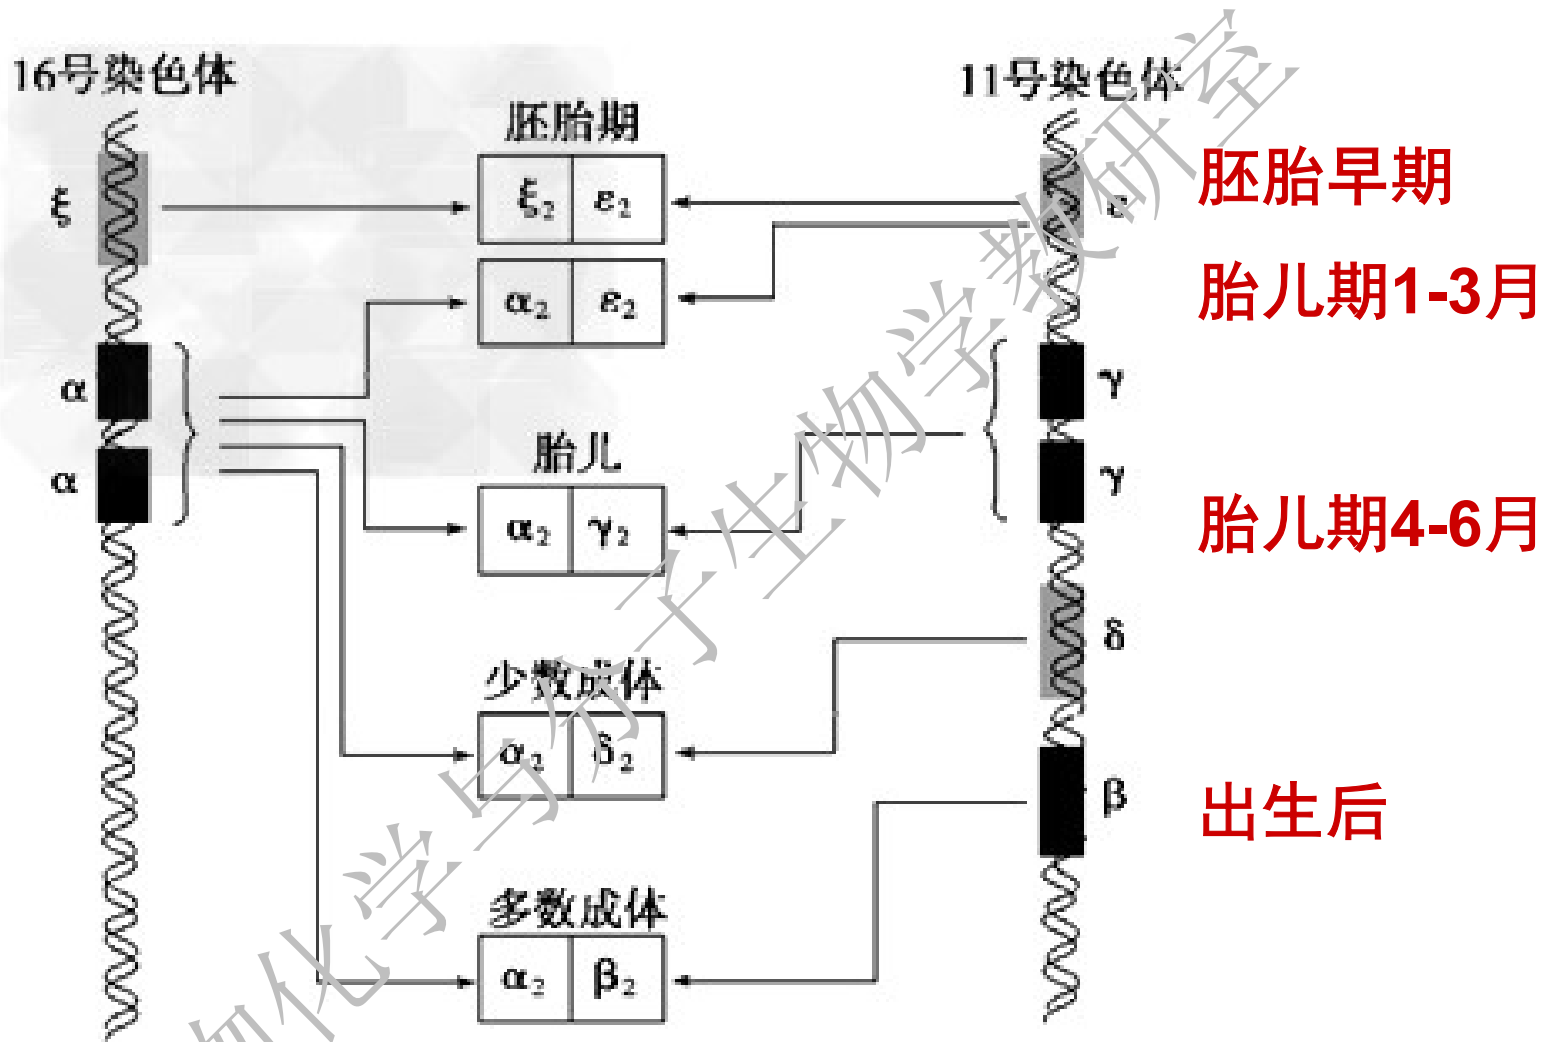 16号染色体
11号染色体
胚胎期
胚胎早期
ξ
ξ₂ ε₂
ε
胎儿期1-3月
α₂ ε₂
α
γ
胎儿
α
γ
胎儿期4-6月
α₂ γ₂
δ
少数成体
α₂ δ₂
β
出生后
多数成体
α₂ β₂
物化学与分子生物学教研室